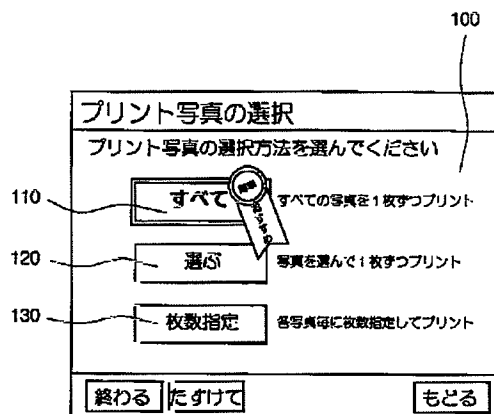 100
プリント写真の選択
プリント写真の選択方法を選んでください
110 すべて すべての写真を1枚ずつプリント
120 選ぶ 写真を選んで1枚ずつプリント
130 枚数指定 各写真毎に枚数指定してプリント
終わる たすけて もどる